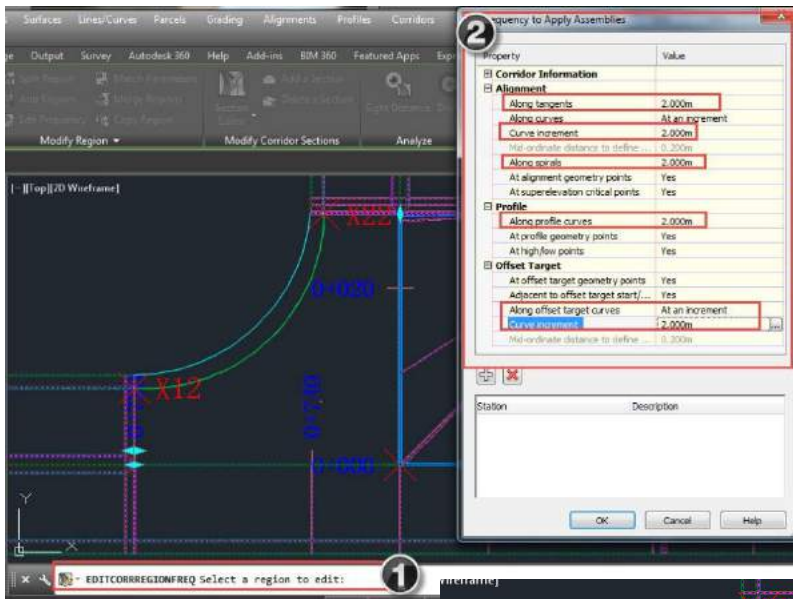 Surfaces Lines/Curves Parcels Grading Alignments Profiles Corridors
Output Survey Autodesk 360 Help Add-ins BIM 360 Featured Apps
Modify Region
Modify Corridor Sections
Analyze
[-][Top][2D Wireframe]
X22
0+020
X12
0+000
Y
X
EDITCORRREGIONFREQ Select a region to edit:
1
2
to Apply Assemblies
Property Value
Corridor Information
Alignment
Along tangents 2.000m
Along curves At an increment
Curve increment 2.000m
Mid-ordinate distance to define ... 0.200m
Along spirals 2.000m
At alignment geometry points Yes
At superelevation critical points Yes
Profile
Along profile curves 2.000m
At profile geometry points Yes
At high/low points Yes
Offset Target
At offset target geometry points Yes
Adjacent to offset target start/... Yes
Along offset target curves At an increment
Curve increment 2.000m
Mid-ordinate distance to define ... 0.200m
Station Description
OK Cancel Help